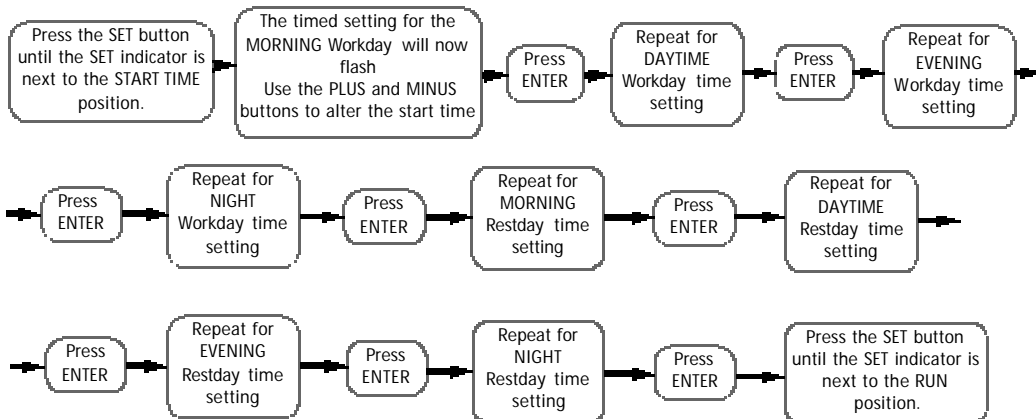 Press the SET button
until the SET indicator is
next to the START TIME
position.
The timed setting for the
MORNING Workday will now
flash
Use the PLUS and MINUS
buttons to alter the start time
Press
ENTER
Repeat for
DAYTIME
Workday time
setting
Press
ENTER
Repeat for
EVENING
Workday time
setting
Press
ENTER
Repeat for
NIGHT
Workday time
setting
Press
ENTER
Repeat for
MORNING
Restday time
setting
Press
ENTER
Repeat for
DAYTIME
Restday time
setting
Press
ENTER
Repeat for
EVENING
Restday time
setting
Press
ENTER
Repeat for
NIGHT
Restday time
setting
Press
ENTER
Press the SET button
until the SET indicator is
next to the RUN
position.